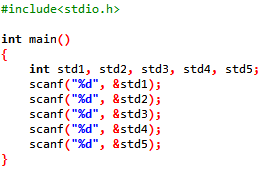 #include<stdio.h>
int main()
{
int std1, std2, std3, std4, std5;
scanf("%d", &std1);
scanf("%d", &std2);
scanf("%d", &std3);
scanf("%d", &std4);
scanf("%d", &std5);
}